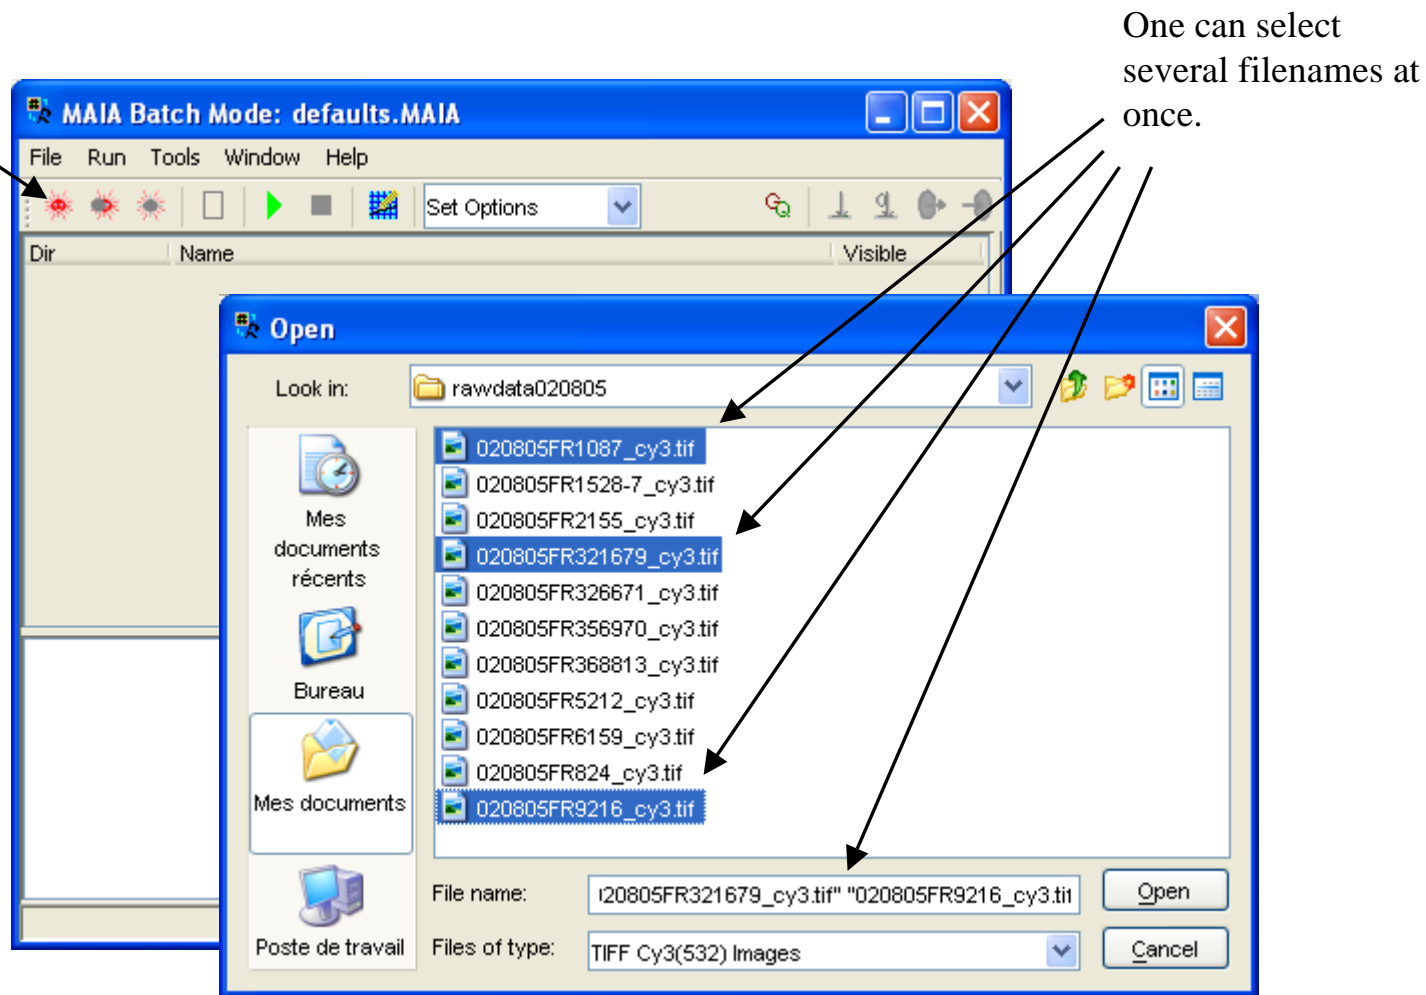 One can select
several filenames at
once.
MAIA Batch Mode: defaults.MAIA
File Run Tools Window Help
Set Options
Dir Name Visible
Open
Look in: rawdata020805
Mes
documents
récents
Bureau
Mes documents
Poste de travail
020805FR1087_cy3.tif
020805FR1528-7_cy3.tif
020805FR2155_cy3.tif
020805FR321679_cy3.tif
020805FR326671_cy3.tif
020805FR356970_cy3.tif
020805FR368813_cy3.tif
020805FR5212_cy3.tif
020805FR6159_cy3.tif
020805FR824_cy3.tif
020805FR9216_cy3.tif
File name: 020805FR321679_cy3.tif" "020805FR9216_cy3.tif Open
Files of type: TIFF Cy3(532) Images Cancel